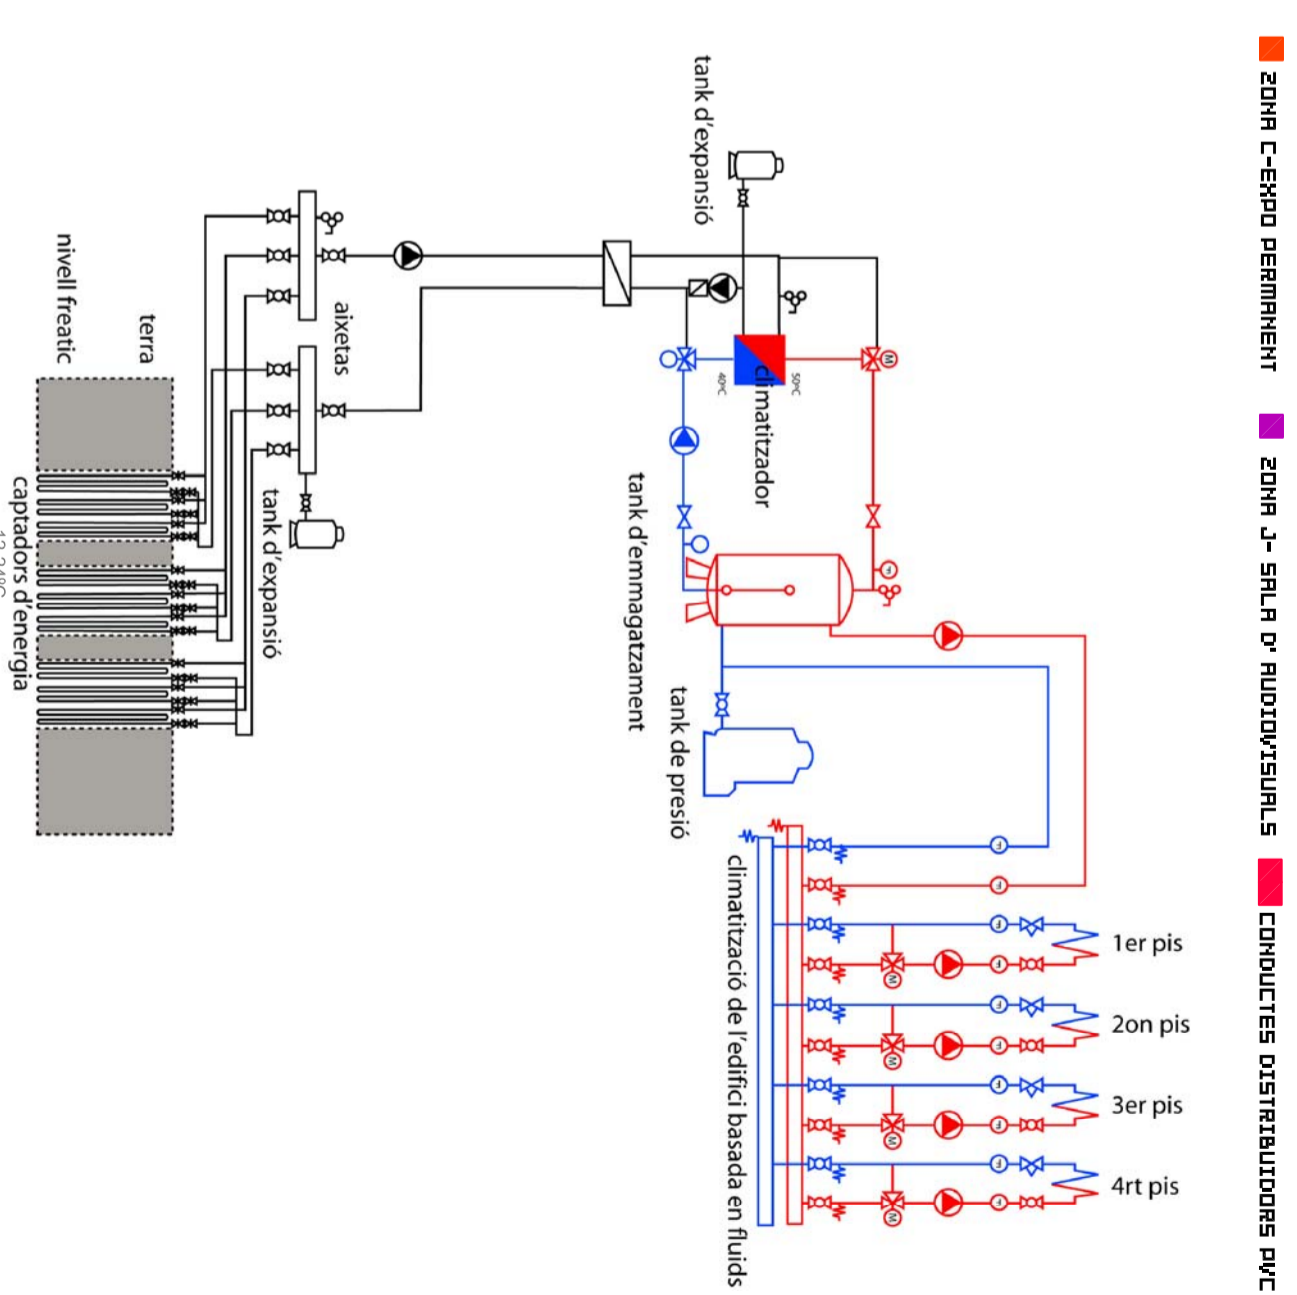 ZONA C-EXPO PERMANENT
ZONA J- SALA D' AUDIOVISUALS
CONDUCTES DISTRIBUIDORS PVC
tank d'expansió
climatitzador
50ºC
40ºC
M
F
tank d'emmagatzament
tank de presió
aixetas
tank d'expansió
terra
nivell freatic
captadors d'energia
climatització de l'edifici basada en fluids
F
F
F
F
M
1er pis
F
F
M
2on pis
F
F
M
3er pis
F
F
M
4rt pis